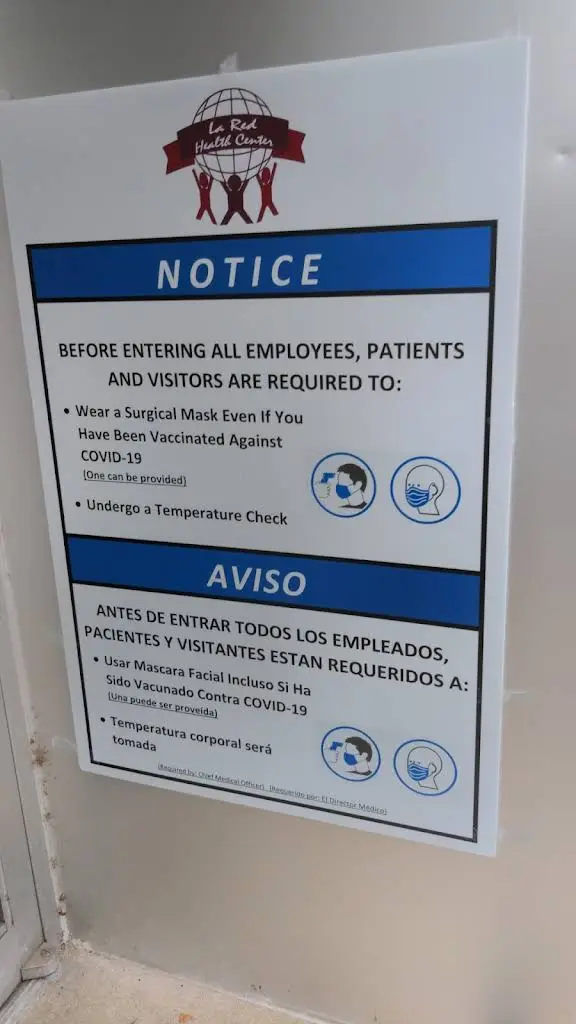 La Red
Health Center
NOTICE
BEFORE ENTERING ALL EMPLOYEES, PATIENTS
AND VISITORS ARE REQUIRED TO:
• Wear a Surgical Mask Even If You
Have Been Vaccinated Against
COVID-19
(One can be provided)
• Undergo a Temperature Check
AVISO
ANTES DE ENTRAR TODOS LOS EMPLEADOS,
PACIENTES Y VISITANTES ESTAN REQUERIDOS A:
• Usar Mascara Facial Incluso Si Ha
Sido Vacunado Contra COVID-19
(Una puede ser proveida)
• Temperatura corporal será
tomada
(Required by: Chief Medical Officer) (Requerido por: El Director Médico)